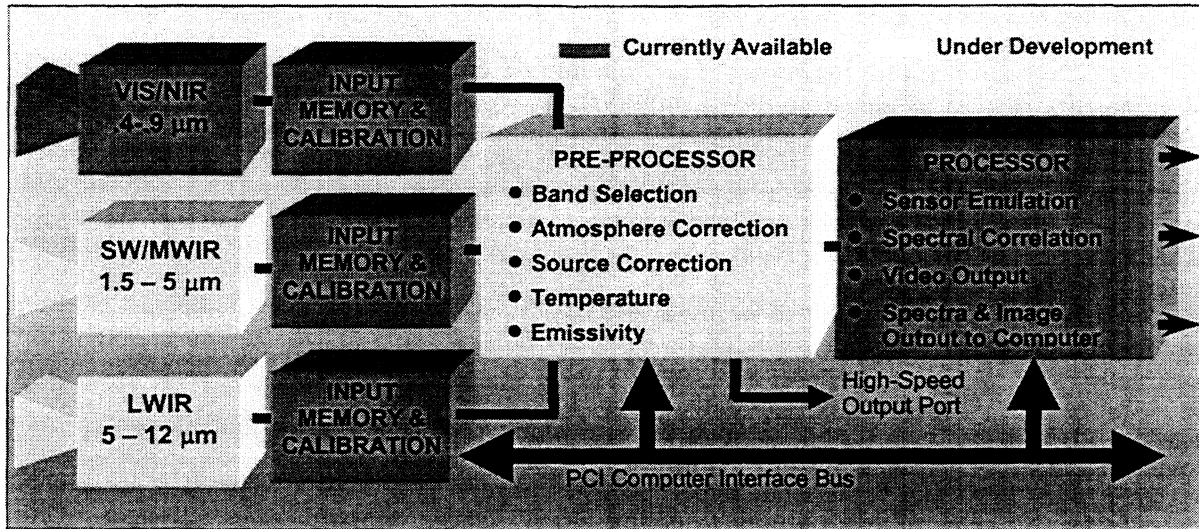 Currently Available
Under Development
VIS/NIR
.4-.9 μm
INPUT
MEMORY &
CALIBRATION
SW/MWIR
1.5 – 5 μm
INPUT
MEMORY &
CALIBRATION
LWIR
5 – 12 μm
INPUT
MEMORY &
CALIBRATION
PRE-PROCESSOR
● Band Selection
● Atmosphere Correction
● Source Correction
● Temperature
● Emissivity
PROCESSOR
● Sensor Emulation
● Spectral Correlation
● Video Output
● Spectra & Image
Output to Computer
High-Speed
Output Port
PCI Computer Interface Bus